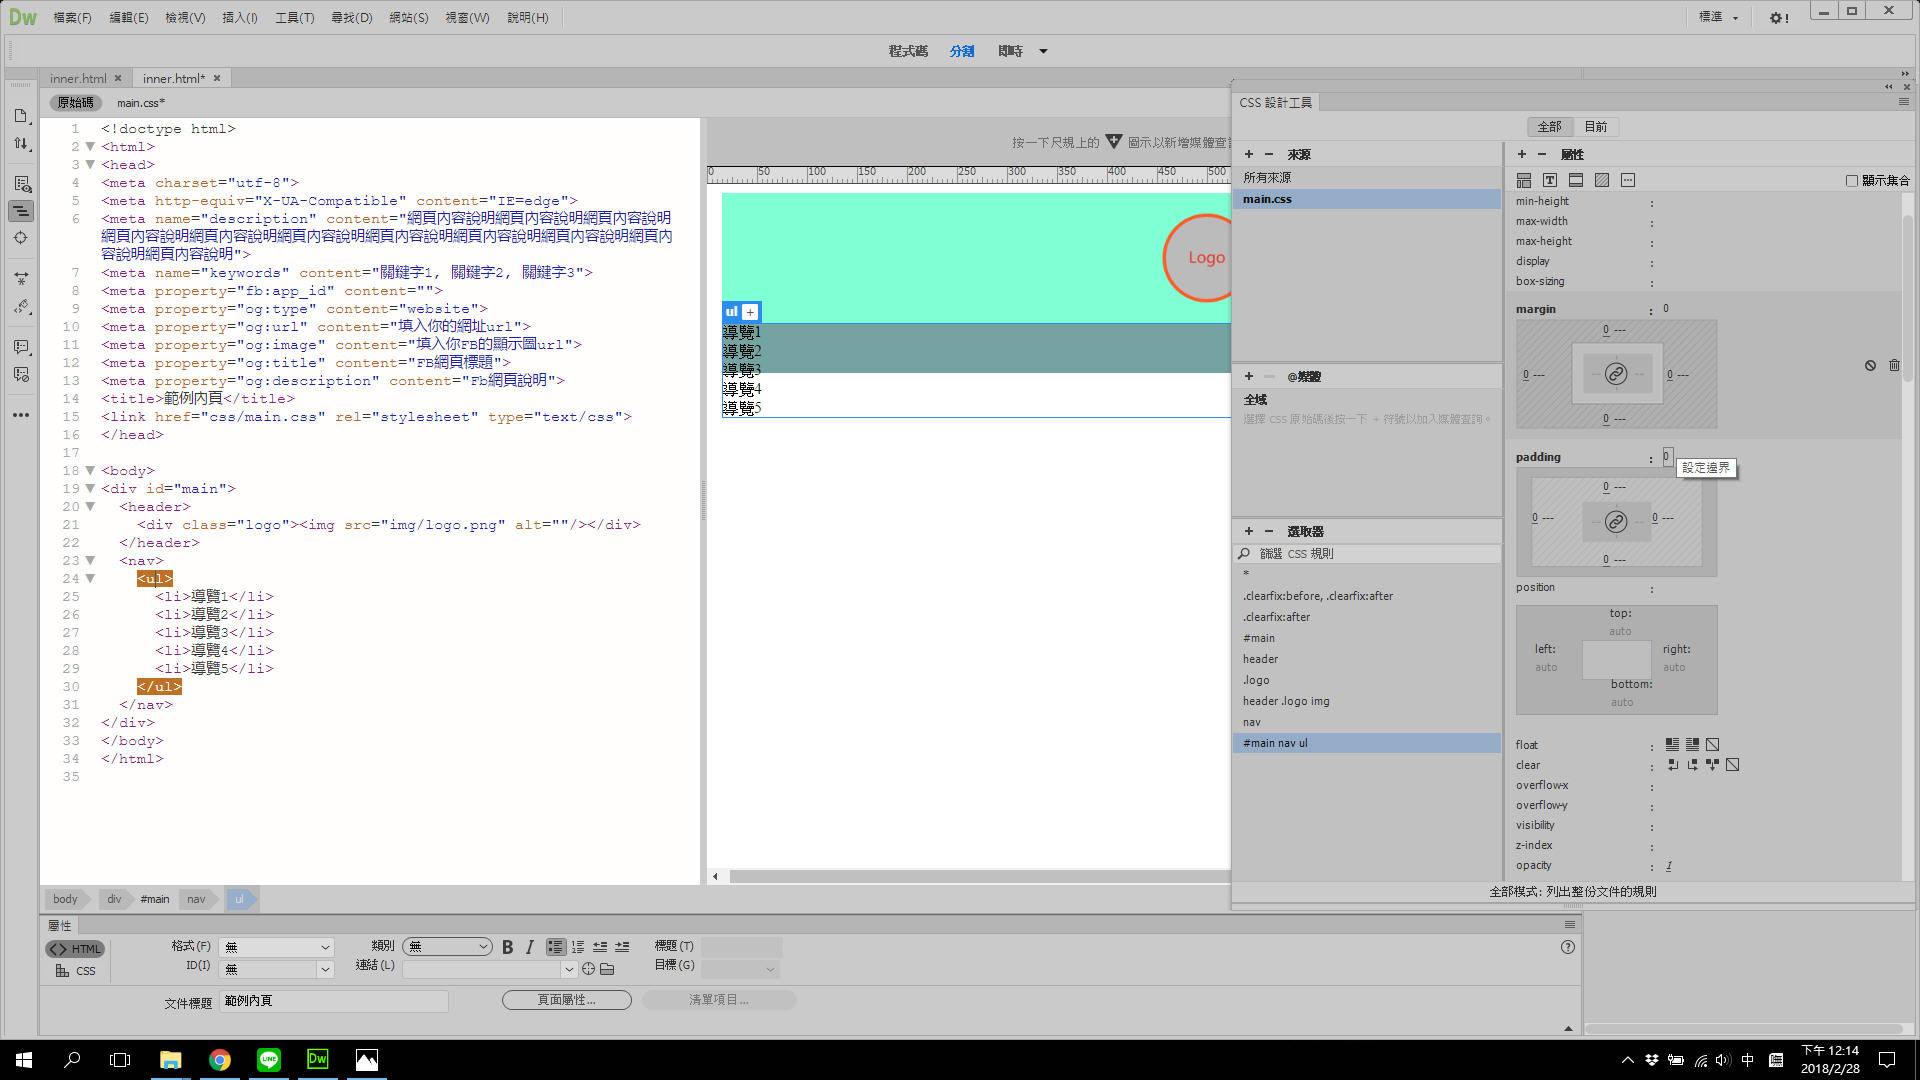 Dw 檔案(F) 編輯(E) 檢視(V) 插入(I) 工具(T) 尋找(D) 網站(S) 視窗(W) 說明(H) 標準
程式碼 分割 即時
inner.html × inner.html* ×
原始碼 main.css*
1 <!doctype html>
2 <html>
3 <head>
4 <meta charset="utf-8">
5 <meta http-equiv="X-UA-Compatible" content="IE=edge">
6 <meta name="description" content="網頁內容說明網頁內容說明網頁內容說明
網頁內容說明網頁內容說明網頁內容說明網頁內容說明網頁內容說明網頁內容說明網頁內
容說明網頁內容說明">
7 <meta name="keywords" content="關鍵字1, 關鍵字2, 關鍵字3">
8 <meta property="fb:app_id" content="">
9 <meta property="og:type" content="website">
10 <meta property="og:url" content="填入你的網址url">
11 <meta property="og:image" content="填入你FB的顯示圖url">
12 <meta property="og:title" content="FB網頁標題">
13 <meta property="og:description" content="Fb網頁說明">
14 <title>範例內頁</title>
15 <link href="css/main.css" rel="stylesheet" type="text/css">
16 </head>
17
18 <body>
19 <div id="main">
20 <header>
21 <div class="logo"><img src="img/logo.png" alt=""/></div>
22 </header>
23 <nav>
24 <ul>
25 <li>導覽1</li>
26 <li>導覽2</li>
27 <li>導覽3</li>
28 <li>導覽4</li>
29 <li>導覽5</li>
30 </ul>
31 </nav>
32 </div>
33 </body>
34 </html>
35
按一下尺規上的 圖示以新增媒體查詢
0 50 100 150 200 250 300 350 400 450 500
Logo
ul +
導覽1
導覽2
導覽3
導覽4
導覽5
CSS 設計工具
全部 目前
+ − 來源
所有來源
main.css
+ − @媒體
全域
選擇 CSS 原始碼後按一下 + 符號以加入媒體查詢。
+ − 選取器
篩選 CSS 規則
*
.clearfix:before, .clearfix:after
.clearfix:after
#main
header
.logo
header .logo img
nav
#main nav ul
+ − 屬性
顯示集合
min-height :
max-width :
max-height :
display :
box-sizing :
margin : 0
0 ---
0 --- 0 ---
0 ---
padding : 0
設定邊界
0 ---
0 --- 0 ---
0 ---
position :
top:
auto
left: right:
auto auto
bottom:
auto
float :
clear :
overflow-x :
overflow-y :
visibility :
z-index :
opacity : 1
全部模式: 列出整份文件的規則
body div #main nav ul
屬性
<> HTML 格式(F) 無 類別 無 B I 標題(T)
CSS ID(I) 無 連結(L) 目標(G)
文件標題 範例內頁 頁面屬性... 清單項目...
Dw 中 下午 12:14
2018/2/28